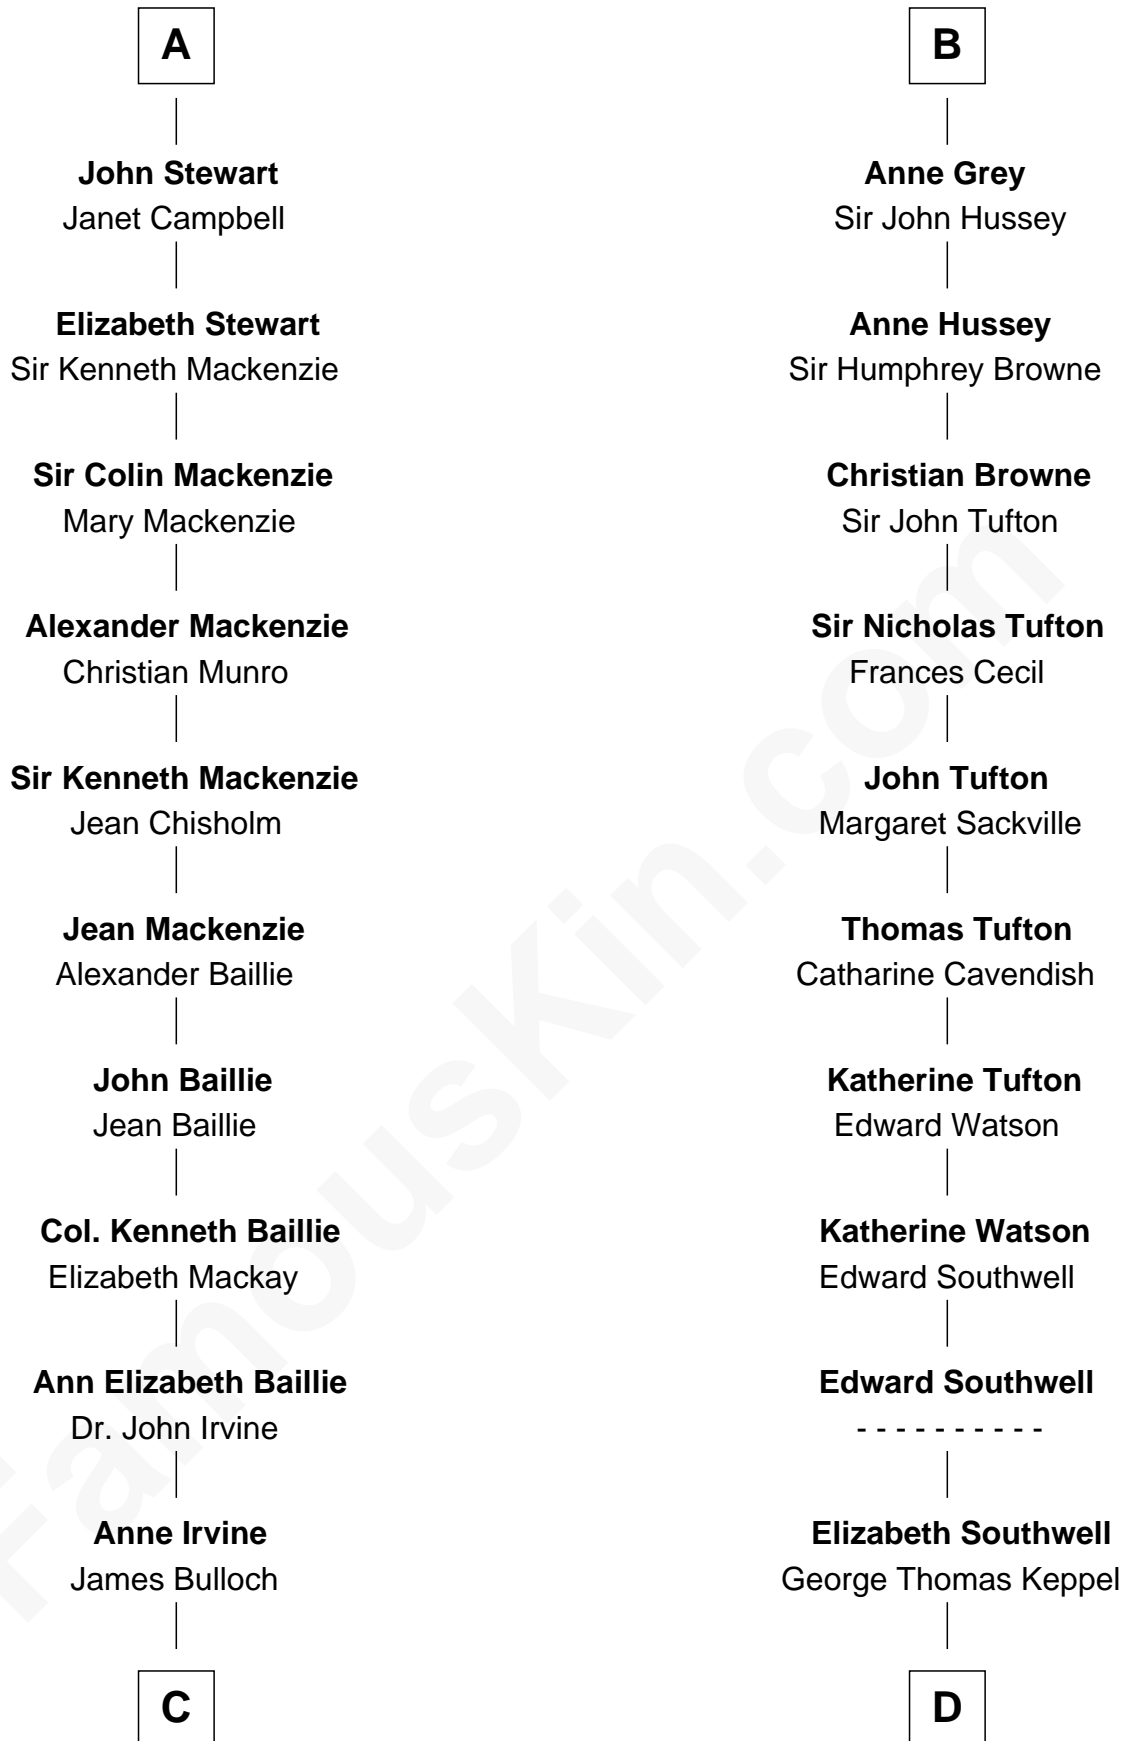 A
John Stewart
Janet Campbell
Elizabeth Stewart
Sir Kenneth Mackenzie
Sir Colin Mackenzie
Mary Mackenzie
Alexander Mackenzie
Christian Munro
Sir Kenneth Mackenzie
Jean Chisholm
Jean Mackenzie
Alexander Baillie
John Baillie
Jean Baillie
Col. Kenneth Baillie
Elizabeth Mackay
Ann Elizabeth Baillie
Dr. John Irvine
Anne Irvine
James Bulloch
C
B
Anne Grey
Sir John Hussey
Anne Hussey
Sir Humphrey Browne
Christian Browne
Sir John Tufton
Sir Nicholas Tufton
Frances Cecil
John Tufton
Margaret Sackville
Thomas Tufton
Catharine Cavendish
Katherine Tufton
Edward Watson
Katherine Watson
Edward Southwell
Edward Southwell
- - - - - - - - - -
Elizabeth Southwell
George Thomas Keppel
D
FamousKin.com